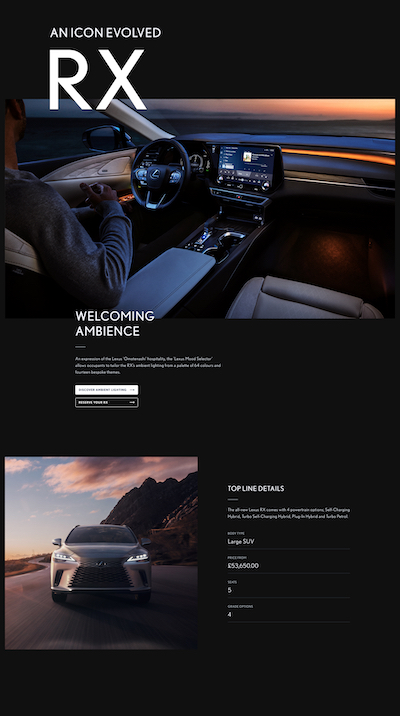 AN ICON EVOLVED
RX
WELCOMING
AMBIENCE
An expression of the Lexus 'Omotenashi' hospitality, the 'Lexus Mood Selector'
allows occupants to tailor the RX's ambient lighting from a palette of 64 colours and
fourteen bespoke themes.
DISCOVER AMBIENT LIGHTING
RESERVE YOUR RX
TOP LINE DETAILS
The all-new Lexus RX comes with 4 powertrain options; Self-Charging
Hybrid, Turbo Self-Charging Hybrid, Plug-In Hybrid and Turbo Petrol.
BODY TYPE
Large SUV
PRICE FROM
£53,650.00
SEATS
5
GRADE OPTIONS
4